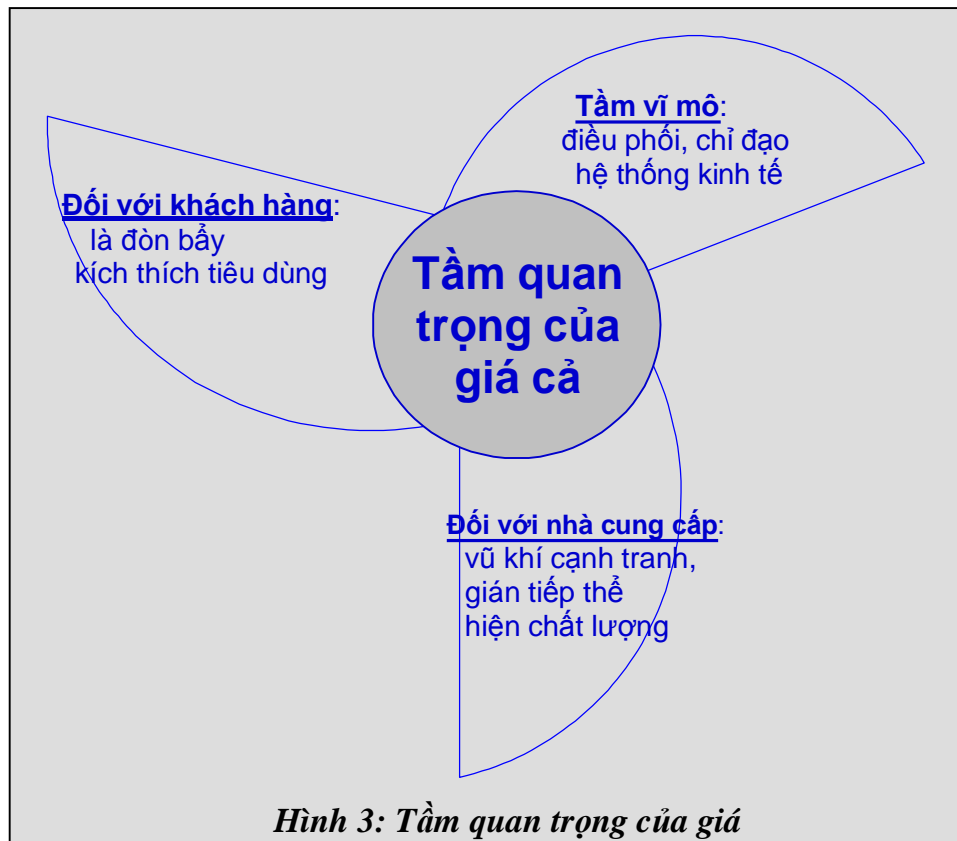 Tầm vĩ mô:
điều phối, chỉ đạo
hệ thống kinh tế
Đối với khách hàng:
là đòn bẩy
kích thích tiêu dùng
Tầm quan
trọng của
giá cả
Đối với nhà cung cấp:
vũ khí cạnh tranh,
gián tiếp thể
hiện chất lượng
Hình 3: Tầm quan trọng của giá